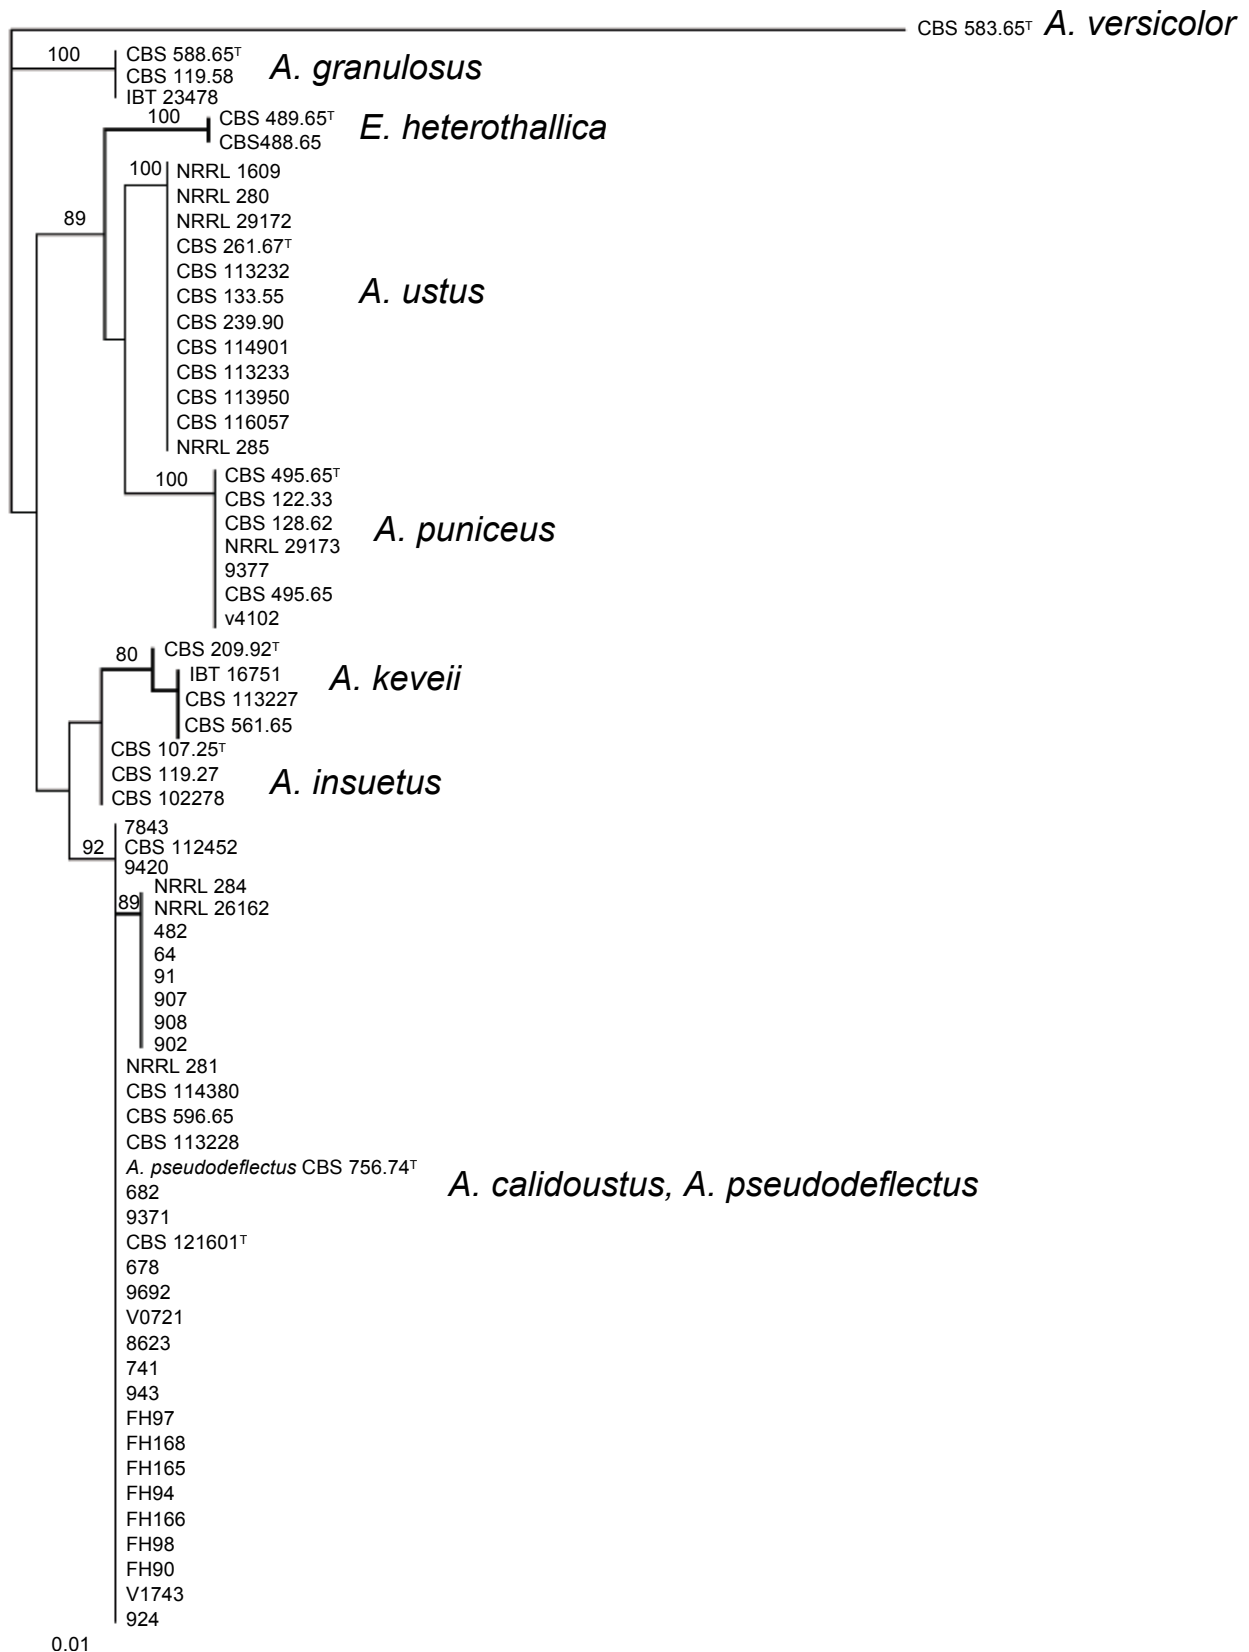 CBS 583.65ᵀ A. versicolor
100
CBS 588.65ᵀ
CBS 119.58
IBT 23478
A. granulosus
100
CBS 489.65ᵀ
CBS488.65
E. heterothallica
89
100
NRRL 1609
NRRL 280
NRRL 29172
CBS 261.67ᵀ
CBS 113232
CBS 133.55
CBS 239.90
CBS 114901
CBS 113233
CBS 113950
CBS 116057
NRRL 285
A. ustus
100
CBS 495.65ᵀ
CBS 122.33
CBS 128.62
NRRL 29173
9377
CBS 495.65
v4102
A. puniceus
80
CBS 209.92ᵀ
IBT 16751
CBS 113227
CBS 561.65
A. keveii
CBS 107.25ᵀ
CBS 119.27
CBS 102278
A. insuetus
92
7843
CBS 112452
9420
89
NRRL 284
NRRL 26162
482
64
91
907
908
902
NRRL 281
CBS 114380
CBS 596.65
CBS 113228
A. pseudodeflectus CBS 756.74ᵀ
682
9371
CBS 121601ᵀ
678
9692
V0721
8623
741
943
FH97
FH168
FH165
FH94
FH166
FH98
FH90
V1743
924
A. calidoustus, A. pseudodeflectus
0.01